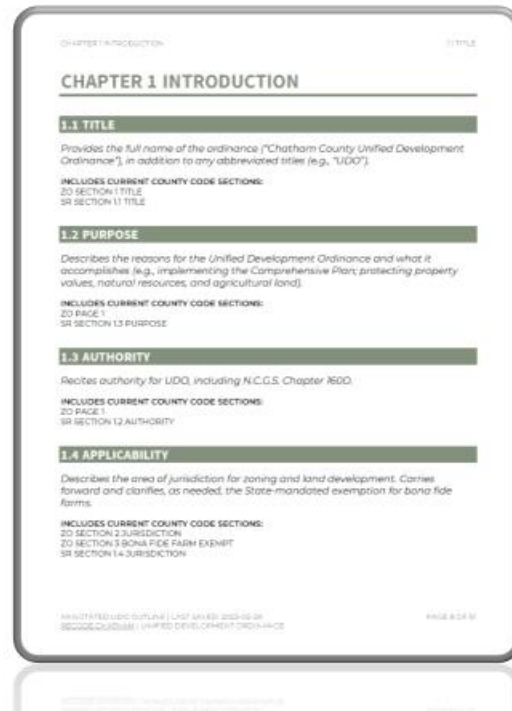 CHAPTER 1 INTRODUCTION
1.1 TITLE
CHAPTER 1 INTRODUCTION
1.1 TITLE
Provides the full name of the ordinance ("Chatham County Unified Development
Ordinance"), in addition to any abbreviated titles (e.g., "UDO").
INCLUDES CURRENT COUNTY CODE SECTIONS:
ZO SECTION 1 TITLE
SR SECTION 1.1 TITLE
1.2 PURPOSE
Describes the reasons for the Unified Development Ordinance and what it
accomplishes (e.g., implementing the Comprehensive Plan; protecting property
values, natural resources, and agricultural land).
INCLUDES CURRENT COUNTY CODE SECTIONS:
ZO PAGE 1
SR SECTION 1.3 PURPOSE
1.3 AUTHORITY
Recites authority for UDO, including N.C.G.S. Chapter 160D.
INCLUDES CURRENT COUNTY CODE SECTIONS:
ZO PAGE 1
SR SECTION 1.2 AUTHORITY
1.4 APPLICABILITY
Describes the area of jurisdiction for zoning and land development. Carries
forward and clarifies, as needed, the State-mandated exemption for bona fide
farms.
INCLUDES CURRENT COUNTY CODE SECTIONS:
ZO SECTION 2 JURISDICTION
ZO SECTION 3 BONA FIDE FARM EXEMPT
SR SECTION 1.4 JURISDICTION
ANNOTATED UDO OUTLINE | LAST SAVED:
PAGE
RECODE CHATHAM | UNIFIED DEVELOPMENT ORDINANCE